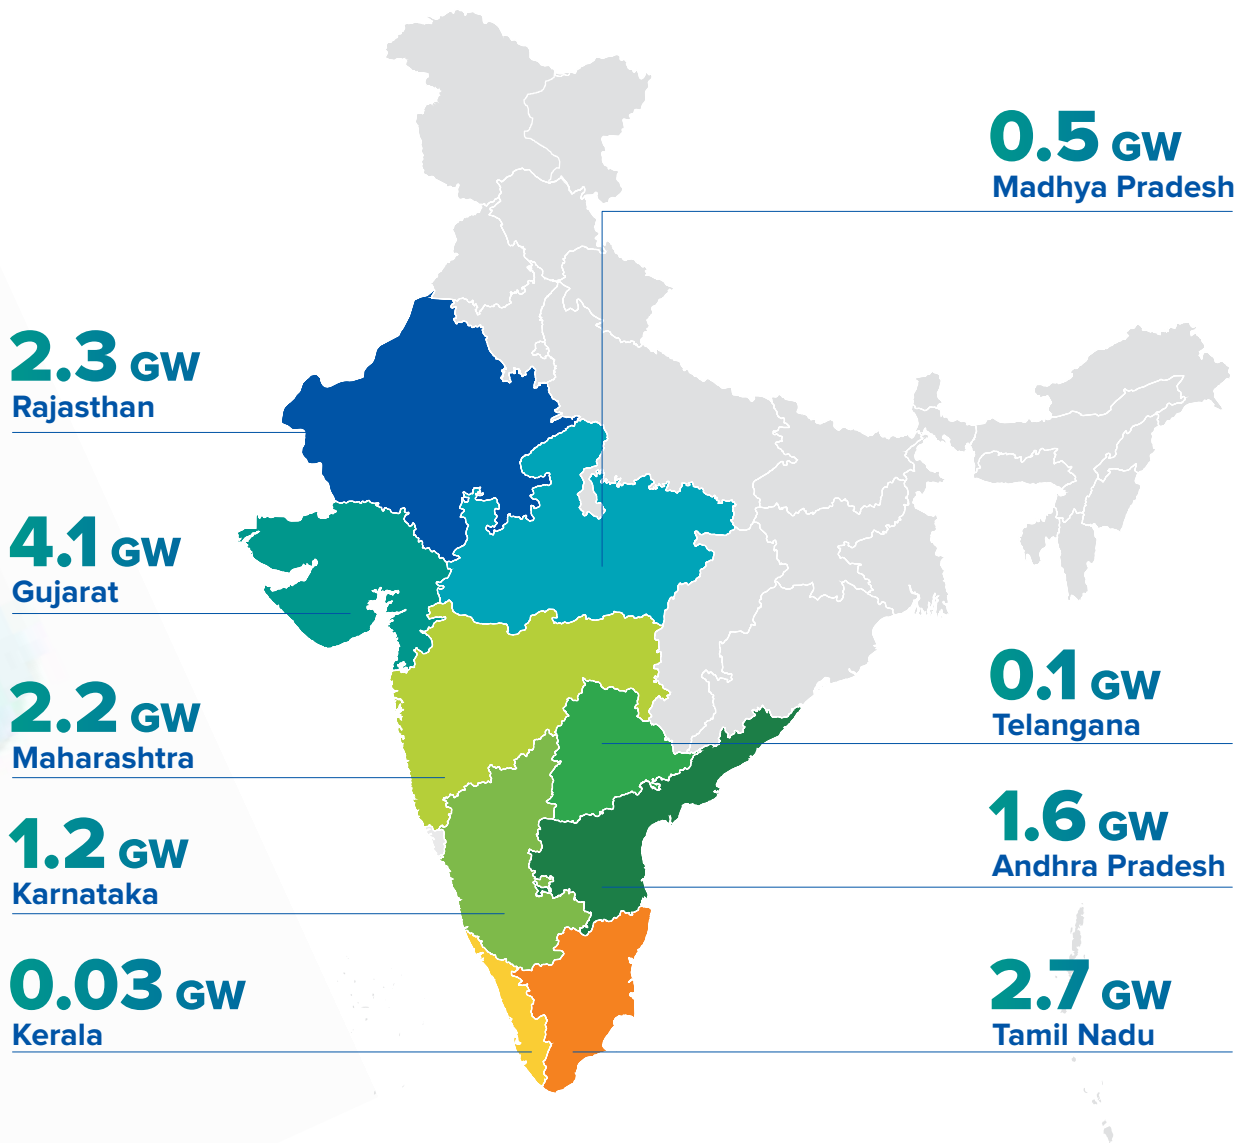 0.5 GW
Madhya Pradesh
2.3 GW
Rajasthan
4.1 GW
Gujarat
2.2 GW
Maharashtra
0.1 GW
Telangana
1.2 GW
Karnataka
1.6 GW
Andhra Pradesh
0.03 GW
Kerala
2.7 GW
Tamil Nadu